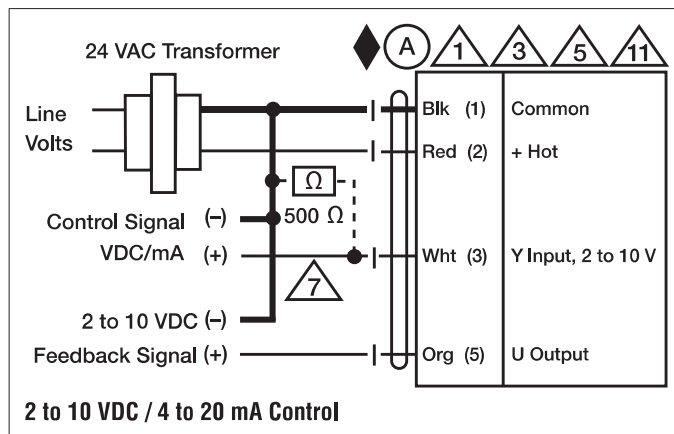 24 VAC Transformer
A 1 3 5 11
Line
Volts
Blk (1) Common
Red (2) + Hot
Ω
500 Ω
Control Signal (–)
VDC/mA (+)
Wht (3) Y Input, 2 to 10 V
7
2 to 10 VDC (–)
Feedback Signal (+)
Org (5) U Output
2 to 10 VDC / 4 to 20 mA Control